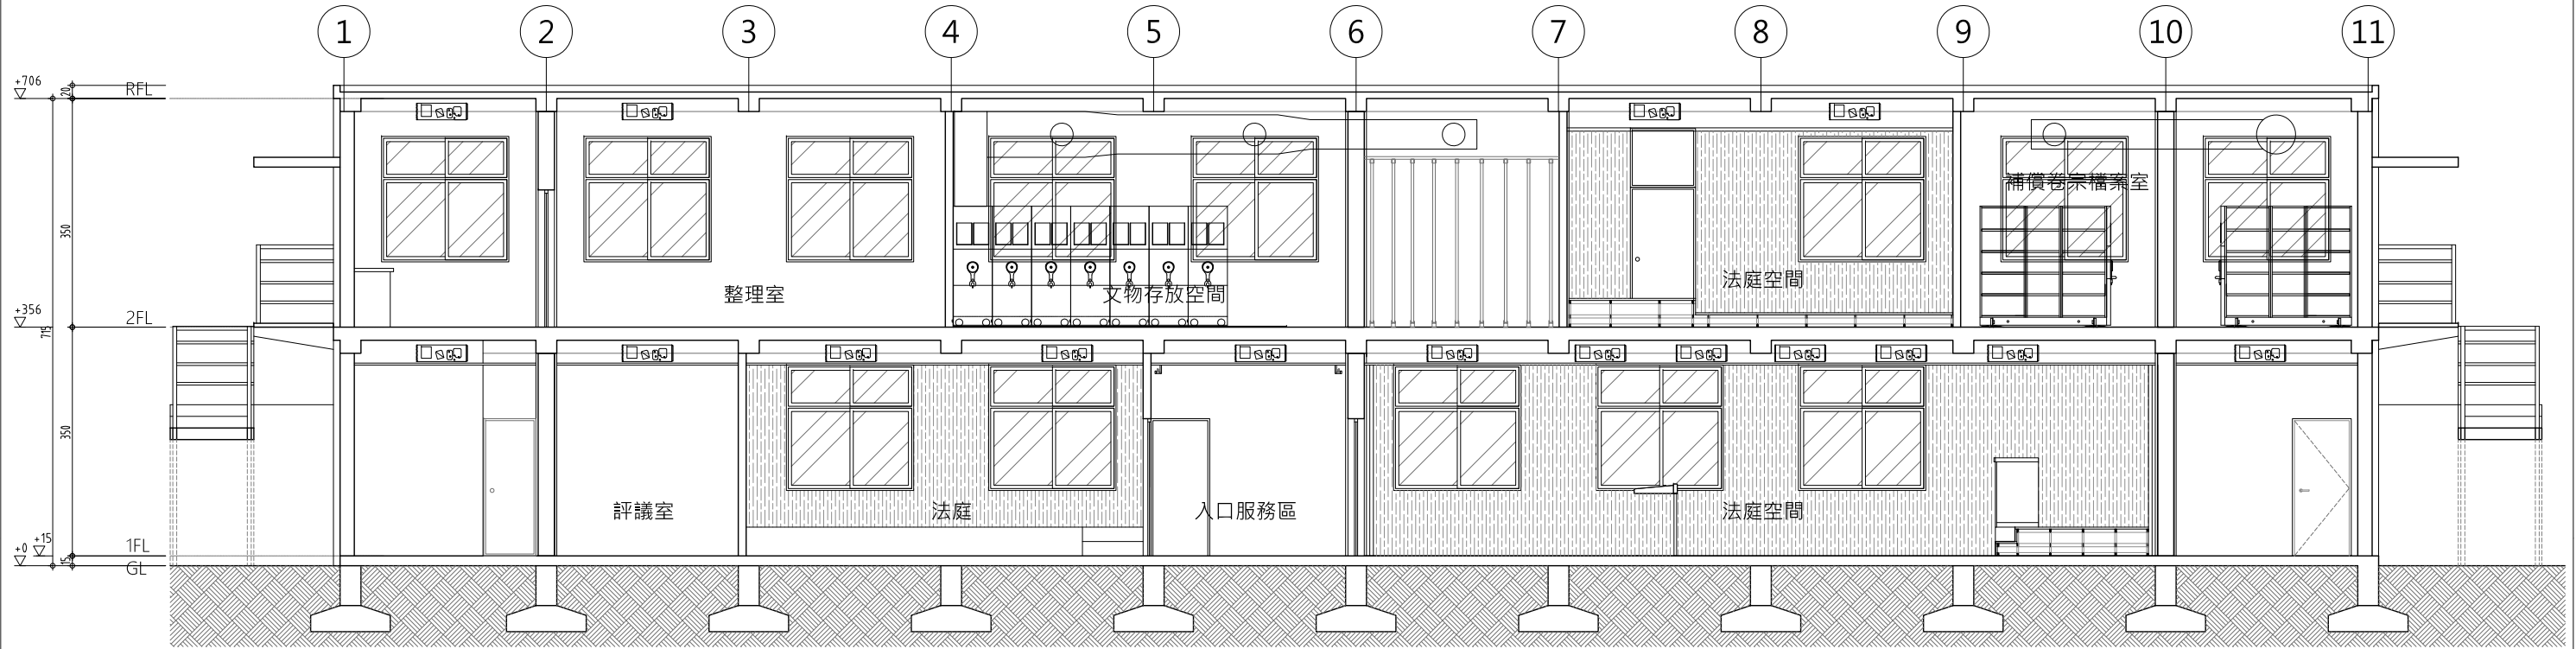 1 2 3 4 5 6 7 8 9 10 11
+706
20
RFL
350
整理室
文物存放空間
法庭空間
補償卷宗檔案室
+356
2FL
715
350
評議室
法庭
入口服務區
法庭空間
+0
+15
1FL
15
GL